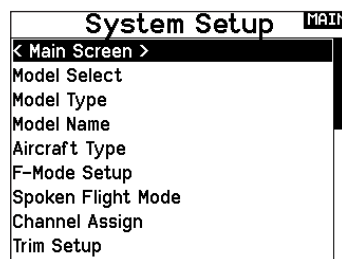 System Setup MAIN
< Main Screen >
Model Select
Model Type
Model Name
Aircraft Type
F-Mode Setup
Spoken Flight Mode
Channel Assign
Trim Setup